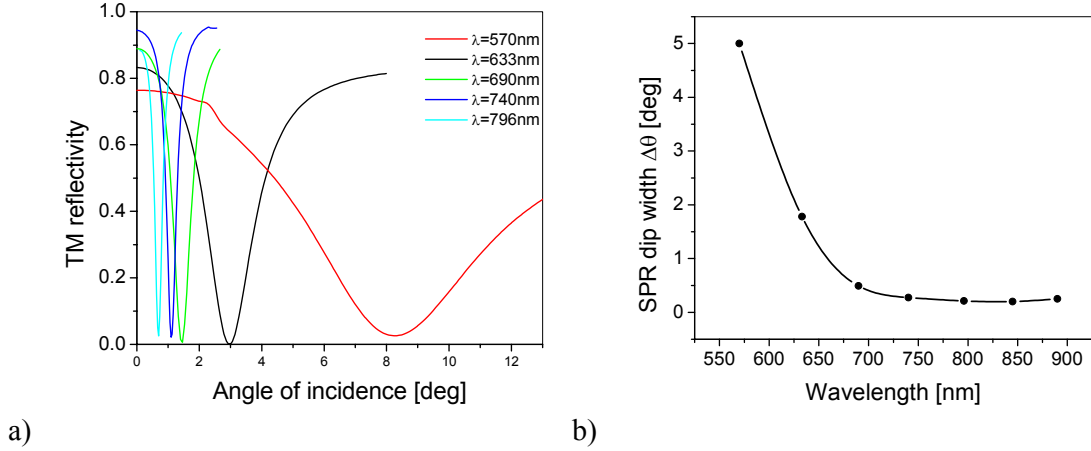 1.0
0.8
0.6
0.4
0.2
0.0
TM reflectivity
λ=570nm
λ=633nm
λ=690nm
λ=740nm
λ=796nm
0 2 4 6 8 10 12
Angle of incidence [deg]
a)
5
4
3
2
1
0
SPR dip width Δθ [deg]
550 600 650 700 750 800 850 900
Wavelength [nm]
b)